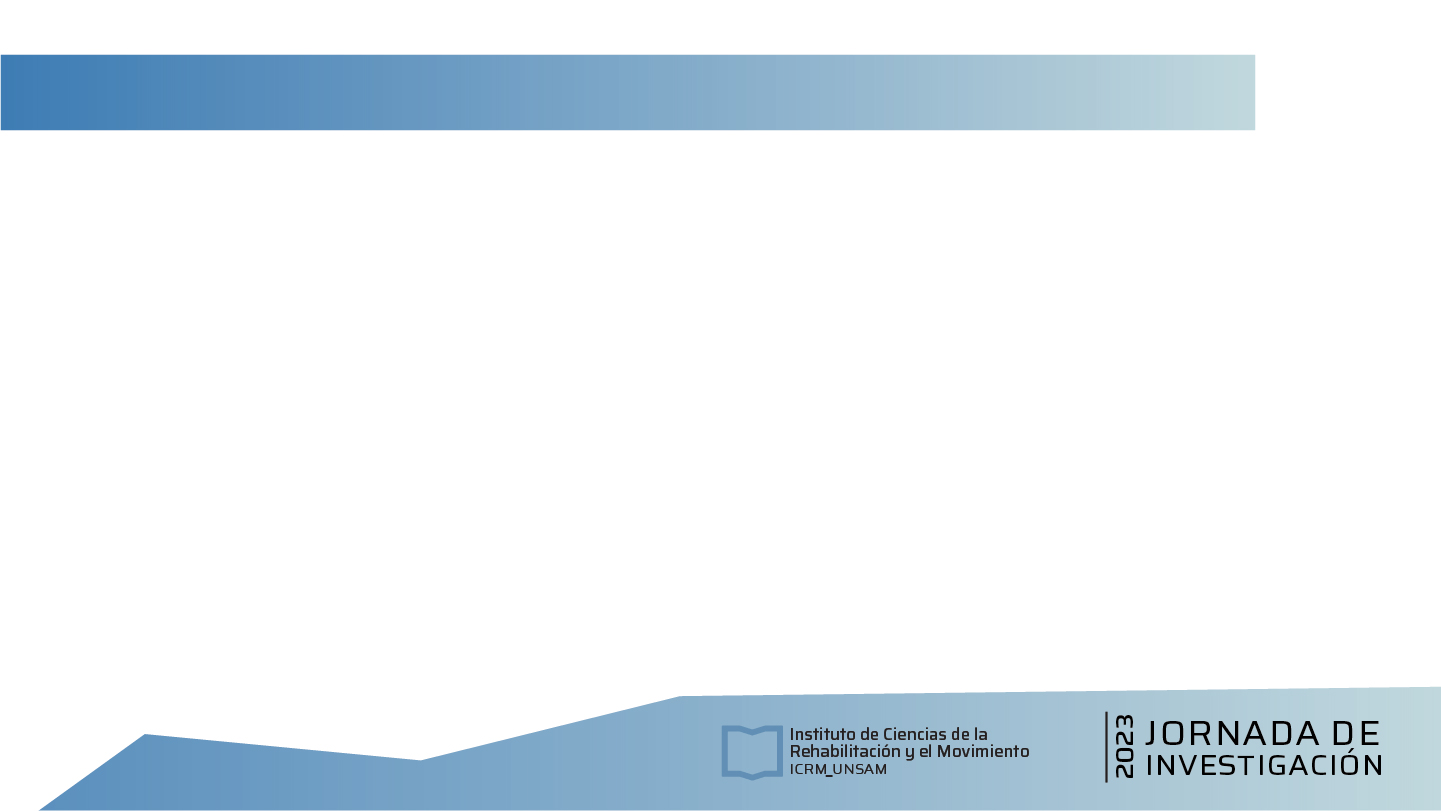 Instituto de Ciencias de la
Rehabilitación y el Movimiento
ICRM_UNSAM
2023
JORNADA DE
INVESTIGACIÓN